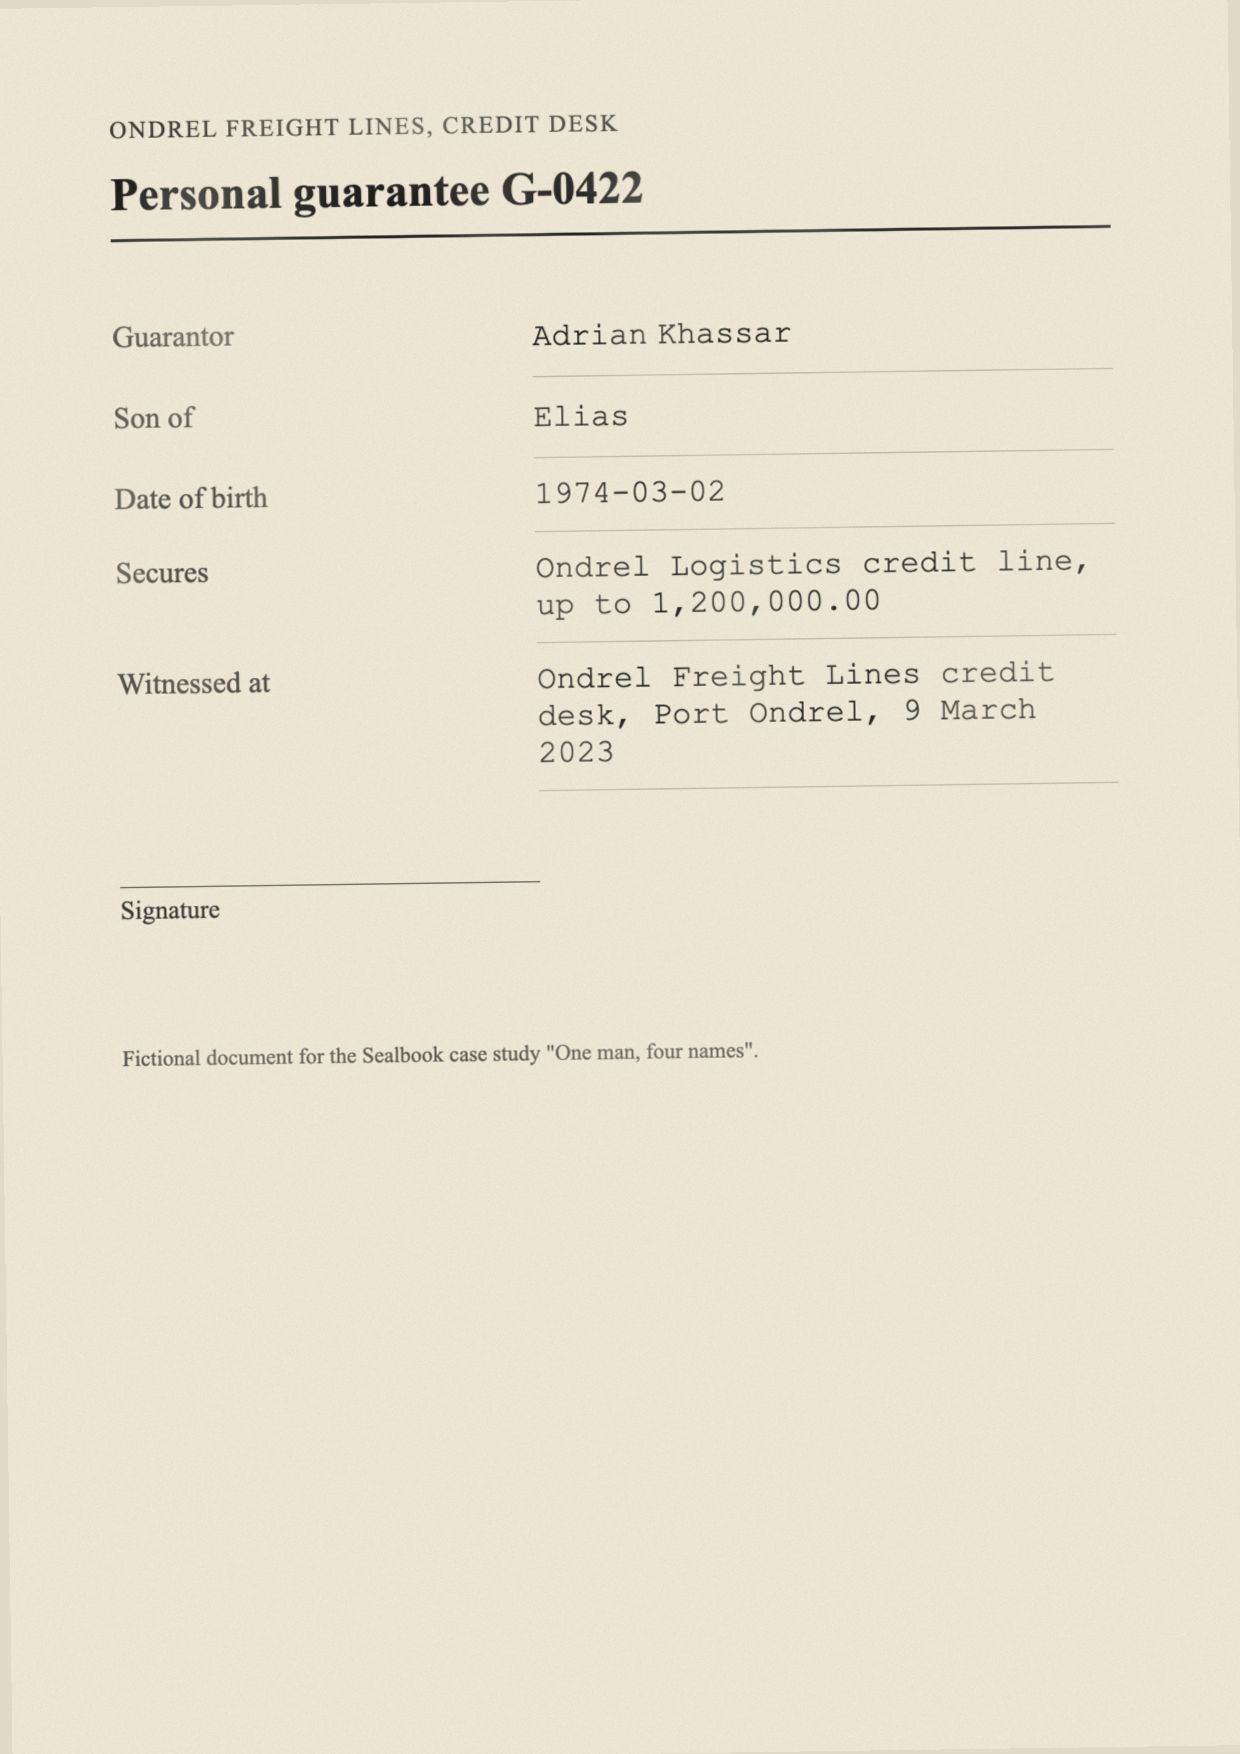 ONDREL FREIGHT LINES, CREDIT DESK
Personal guarantee G-0422
Guarantor
Adrian Khassar
Son of
Elias
Date of birth
1974-03-02
Secures
Ondrel Logistics credit line,
up to 1,200,000.00
Witnessed at
Ondrel Freight Lines credit
desk, Port Ondrel, 9 March
2023
Signature
Fictional document for the Sealbook case study "One man, four names".